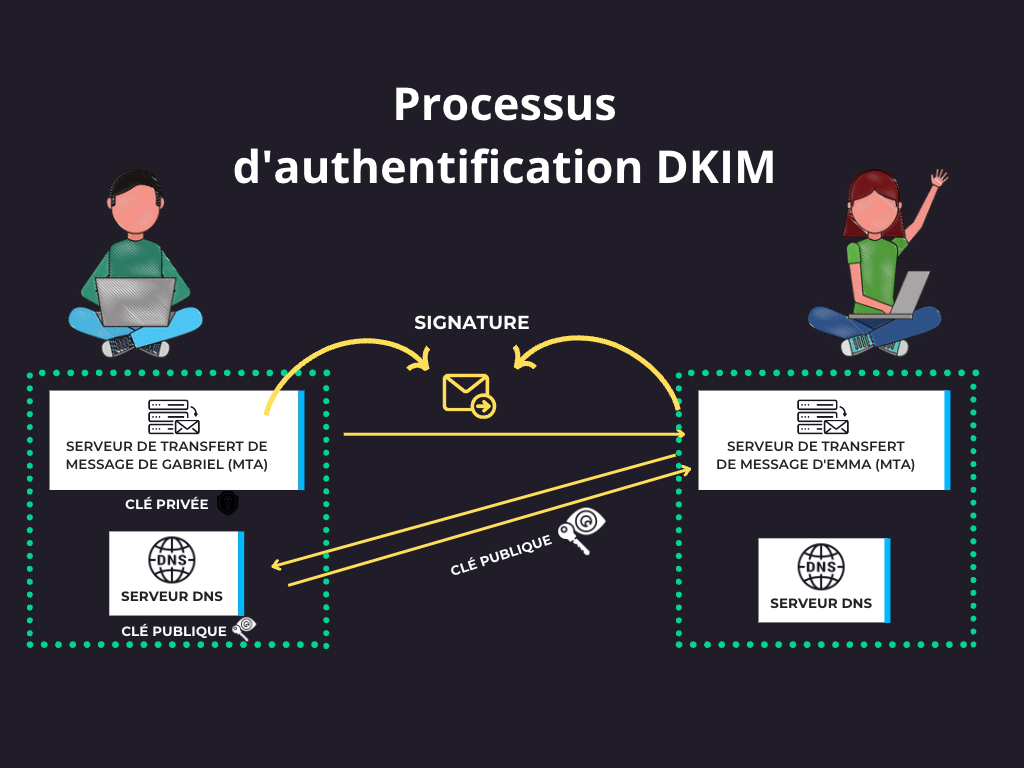 Processus
d'authentification DKIM
SIGNATURE
SERVEUR DE TRANSFERT DE
MESSAGE DE GABRIEL (MTA)
SERVEUR DE TRANSFERT
DE MESSAGE D'EMMA (MTA)
CLÉ PRIVÉE
CLÉ PUBLIQUE
DNS
SERVEUR DNS
DNS
SERVEUR DNS
CLÉ PUBLIQUE